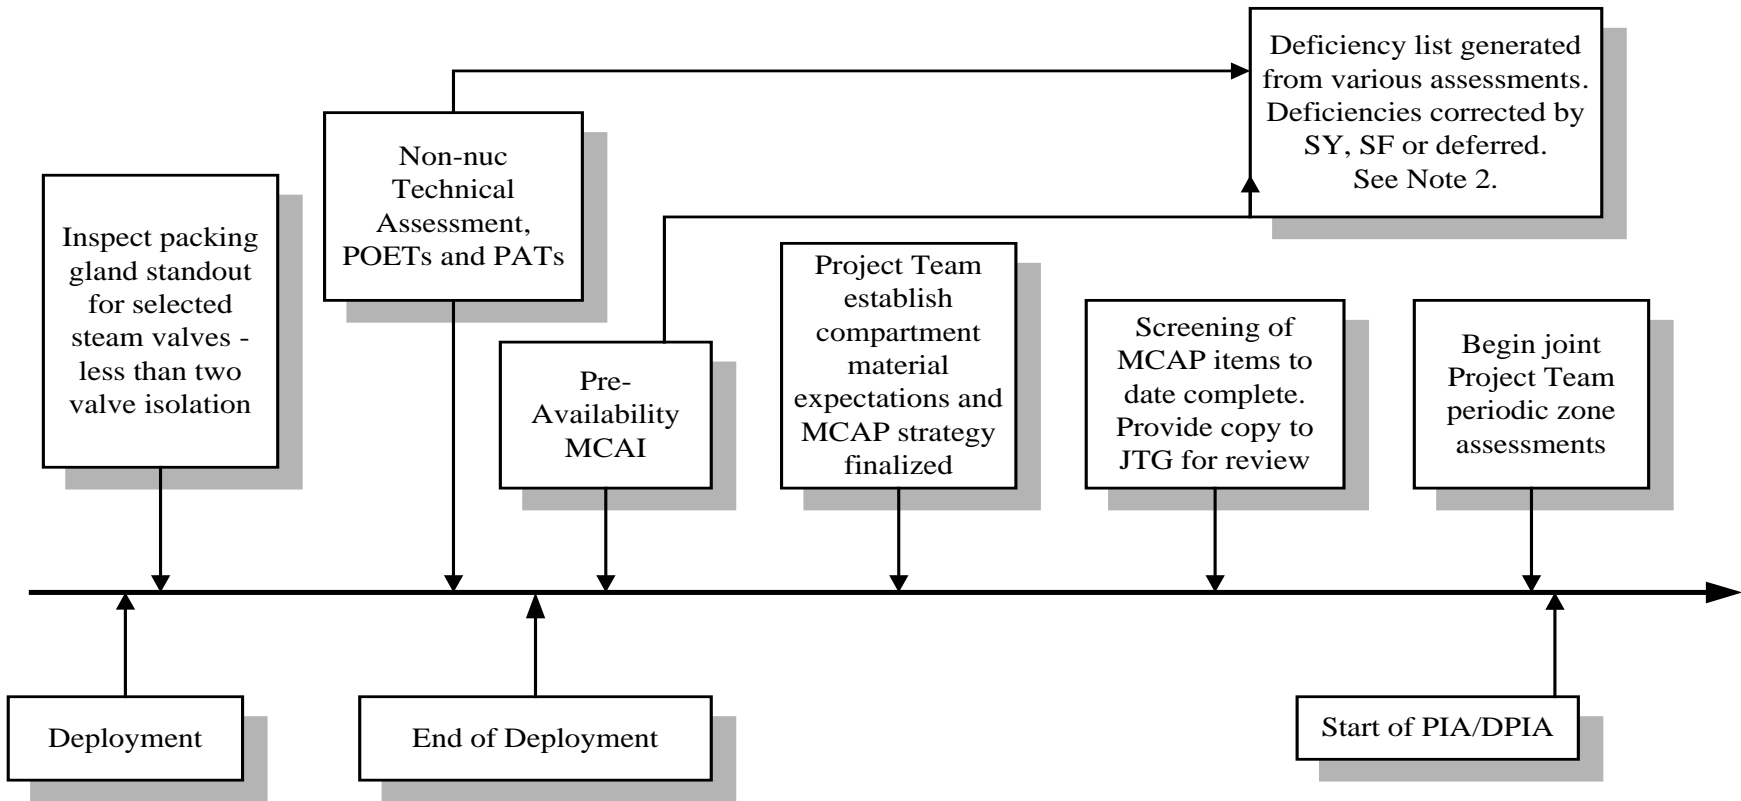 Deficiency list generated
from various assessments.
Deficiencies corrected by
SY, SF or deferred.
See Note 2.
Non-nuc
Technical
Assessment,
POETs and PATs
Inspect packing
gland standout
for selected
steam valves -
less than two
valve isolation
Pre-
Availability
MCAI
Project Team
establish
compartment
material
expectations and
MCAP strategy
finalized
Screening of
MCAP items to
date complete.
Provide copy to
JTG for review
Begin joint
Project Team
periodic zone
assessments
Deployment
End of Deployment
Start of PIA/DPIA